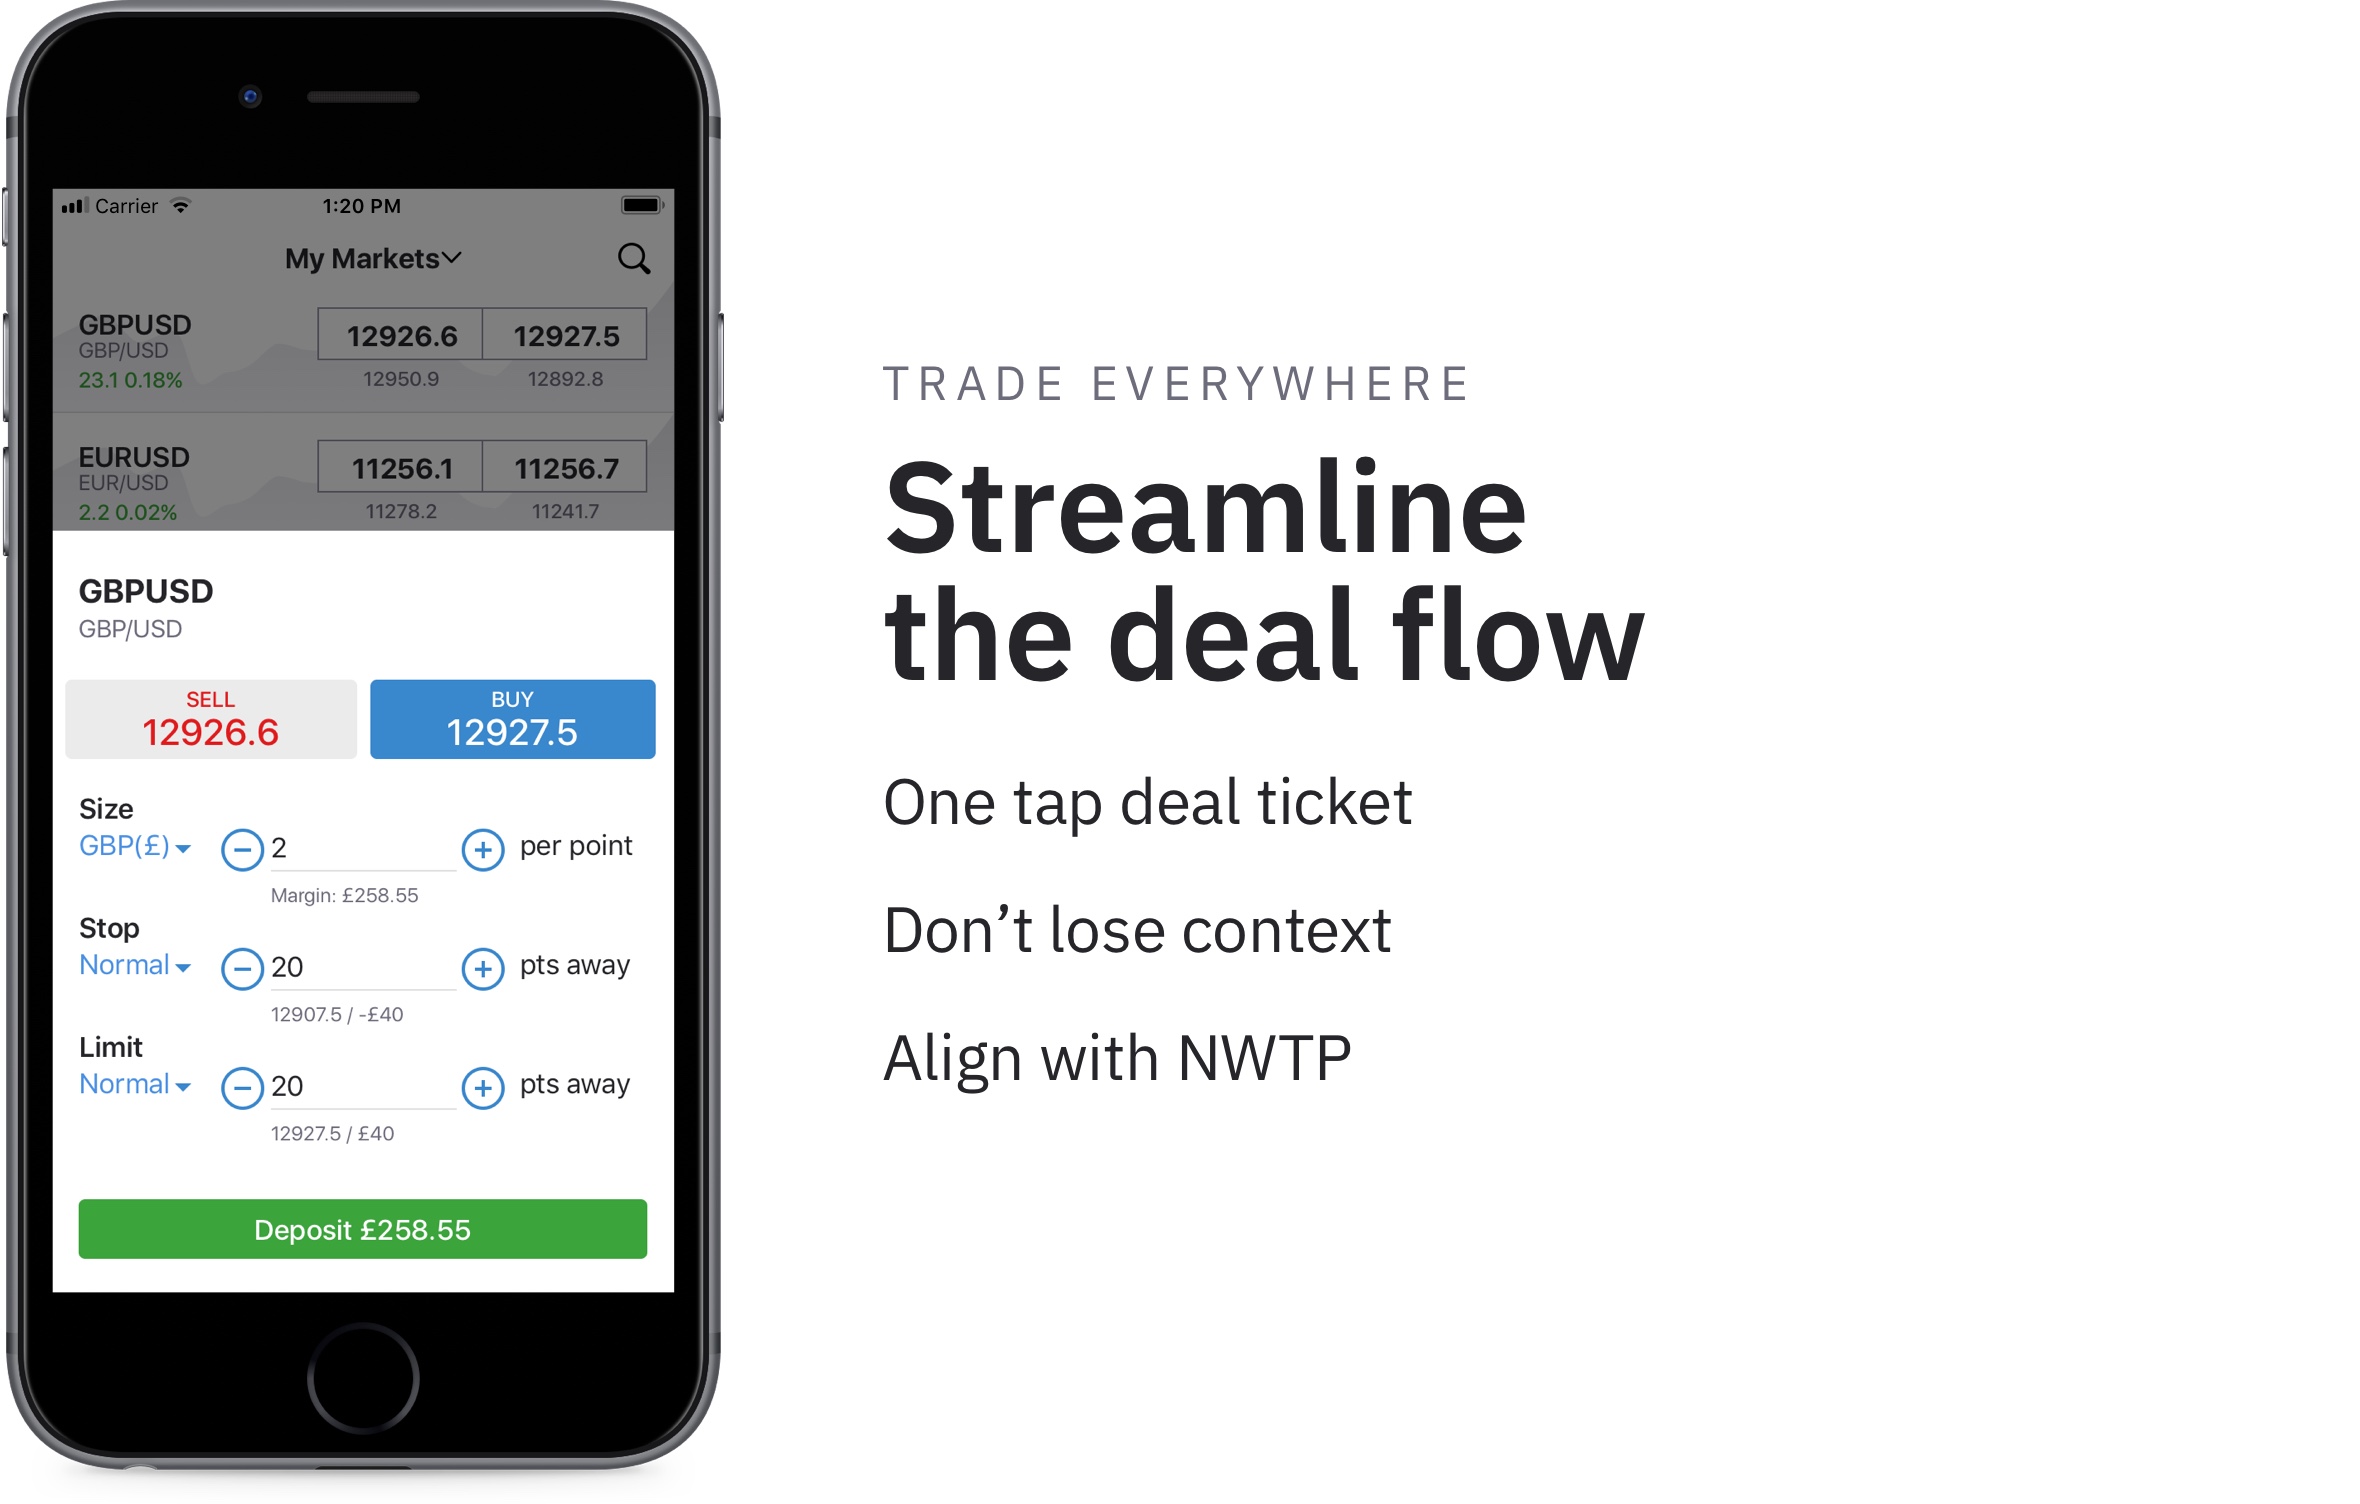 Carrier 1:20 PM
My Markets
GBPUSD
GBP/USD
23.1 0.18%
12926.6 12927.5
12950.9 12892.8
EURUSD
EUR/USD
2.2 0.02%
11256.1 11256.7
11278.2 11241.7
GBPUSD
GBP/USD
SELL
12926.6
BUY
12927.5
Size
GBP(£) 2 per point
Margin: £258.55
Stop
Normal 20 pts away
12907.5 / -£40
Limit
Normal 20 pts away
12927.5 / £40
Deposit £258.55
TRADE EVERYWHERE
Streamline
the deal flow
One tap deal ticket
Don’t lose context
Align with NWTP